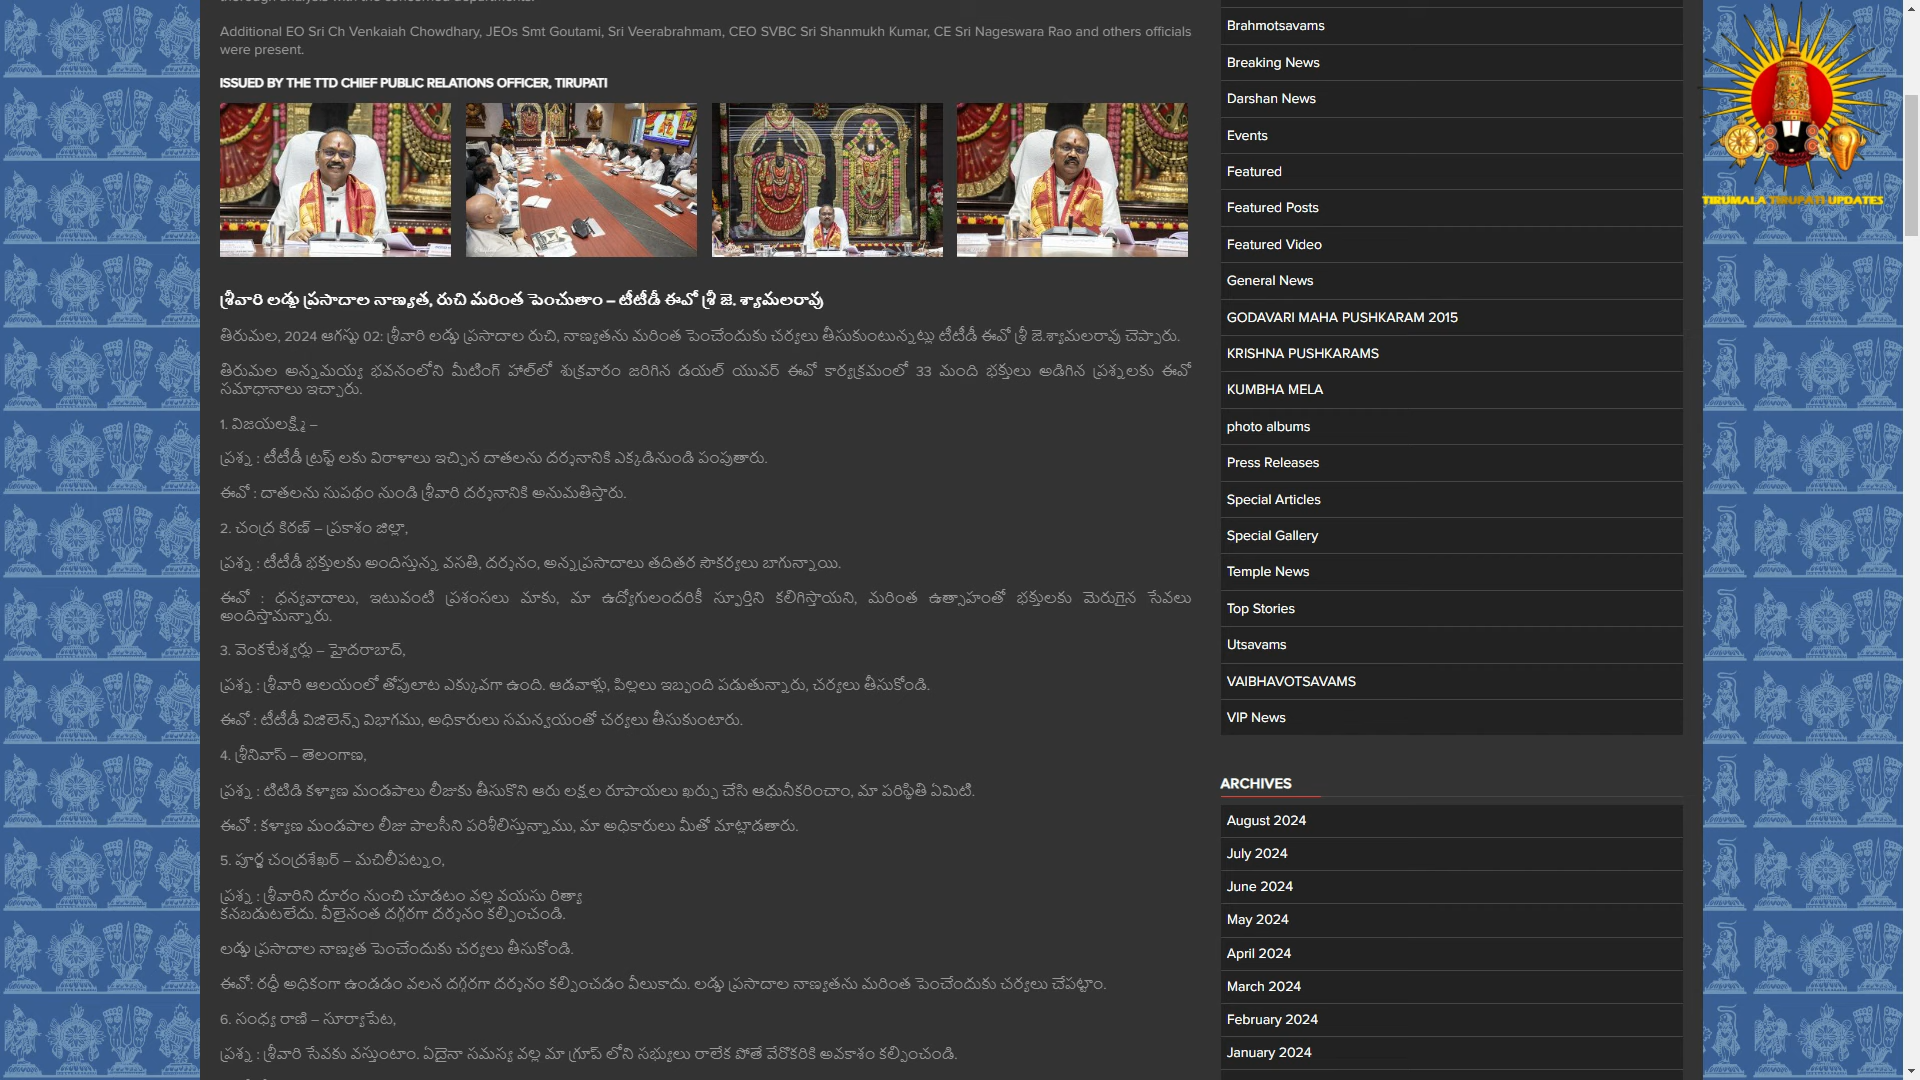 Additional EO Sri Ch Venkaiah Chowdhary, JEOs Smt Goutami, Sri Veerabrahmam, CEO SVBC Sri Shanmukh Kumar, CE Sri Nageswara Rao and others officials
were present.
ISSUED BY THE TTD CHIEF PUBLIC RELATIONS OFFICER, TIRUPATI
శ్రీవారి లడ్డు ప్రసాదాల నాణ్యత, రుచి మరింత పెంచుతాం – టీటీడీ ఈవో శ్రీ జె. శ్యామలరావు
తిరుమల, 2024 ఆగస్టు 02: శ్రీవారి లడ్డు ప్రసాదాల రుచి, నాణ్యతను మరింత పెంచేందుకు చర్యలు తీసుకుంటున్నట్లు టీటీడీ ఈవో శ్రీ జె.శ్యామలరావు చెప్పారు.
తిరుమల అన్నమయ్య భవనంలోని మీటింగ్ హాల్‌లో శుక్రవారం జరిగిన డయల్ యువర్ ఈవో కార్యక్రమంలో 33 మంది భక్తులు అడిగిన ప్రశ్నలకు ఈవో
సమాధానాలు ఇచ్చారు.
1. విజయలక్ష్మి –
ప్రశ్న : టీటీడీ ట్రస్ట్ లకు విరాళాలు ఇచ్చిన దాతలను దర్శనానికి ఎక్కడినుండి పంపుతారు.
ఈవో : దాతలను సుపథం నుండి శ్రీవారి దర్శనానికి అనుమతిస్తారు.
2. చంద్ర కిరణ్ – ప్రకాశం జిల్లా,
ప్రశ్న : టీటీడీ భక్తులకు అందిస్తున్న వసతి, దర్శనం, అన్నప్రసాదాలు తదితర సౌకర్యలు బాగున్నాయి.
ఈవో : ధన్యవాదాలు, ఇటువంటి ప్రశంసలు మాకు, మా ఉద్యోగులందరికీ స్ఫూర్తిని కలిగిస్తాయని, మరింత ఉత్సాహంతో భక్తులకు మెరుగైన సేవలు
అందిస్తామన్నారు.
3. వెంకటేశ్వర్లు – హైదరాబాద్,
ప్రశ్న : శ్రీవారి ఆలయంలో తోపులాట ఎక్కువగా ఉంది. ఆడవాళ్లు, పిల్లలు ఇబ్బంది పడుతున్నారు, చర్యలు తీసుకోండి.
ఈవో : టీటీడీ విజిలెన్స్ విభాగము, అధికారులు సమన్వయంతో చర్యలు తీసుకుంటారు.
4. శ్రీనివాస్ – తెలంగాణ,
ప్రశ్న : టిటిడి కళ్యాణ మండపాలు లీజుకు తీసుకొని ఆరు లక్షల రూపాయలు ఖర్చు చేసి ఆధునీకరించాం, మా పరిస్థితి ఏమిటి.
ఈవో : కళ్యాణ మండపాల లీజు పాలసీని పరిశీలిస్తున్నాము, మా అధికారులు మీతో మాట్లాడతారు.
5. పూర్ణ చంద్రశేఖర్ – మచిలీపట్నం,
ప్రశ్న : శ్రీవారిని దూరం నుంచి చూడటం వల్ల వయసు రిత్యా
కనబడుటలేదు. వీలైనంత దగ్గరగా దర్శనం కల్పించండి.
లడ్డు ప్రసాదాల నాణ్యత పెంచేందుకు చర్యలు తీసుకోండి.
ఈవో: రద్దీ అధికంగా ఉండడం వలన దగ్గరగా దర్శనం కల్పించడం వీలుకాదు. లడ్డు ప్రసాదాల నాణ్యతను మరింత పెంచేందుకు చర్యలు చేపట్టాం.
6. సంధ్య రాణి – సూర్యాపేట,
ప్రశ్న : శ్రీవారి సేవకు వస్తుంటాం. ఏదైనా సమస్య వల్ల మా గ్రూప్ లోని సభ్యులు రాలేక పోతే వేరొకరికి అవకాశం కల్పించండి.
Brahmotsavams
Breaking News
Darshan News
Events
Featured
Featured Posts
Featured Video
General News
GODAVARI MAHA PUSHKARAM 2015
KRISHNA PUSHKARAMS
KUMBHA MELA
photo albums
Press Releases
Special Articles
Special Gallery
Temple News
Top Stories
Utsavams
VAIBHAVOTSAVAMS
VIP News
ARCHIVES
August 2024
July 2024
June 2024
May 2024
April 2024
March 2024
February 2024
January 2024
TIRUMALA TIRUPATI UPDATES